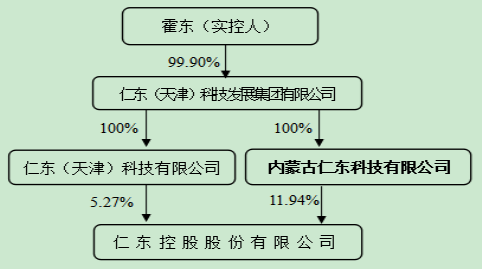 霍东（实控人）
99.90%
仁东（天津）科技发展集团有限公司
100%
100%
仁东（天津）科技有限公司
内蒙古仁东科技有限公司
5.27%
11.94%
仁东控股股份有限公司